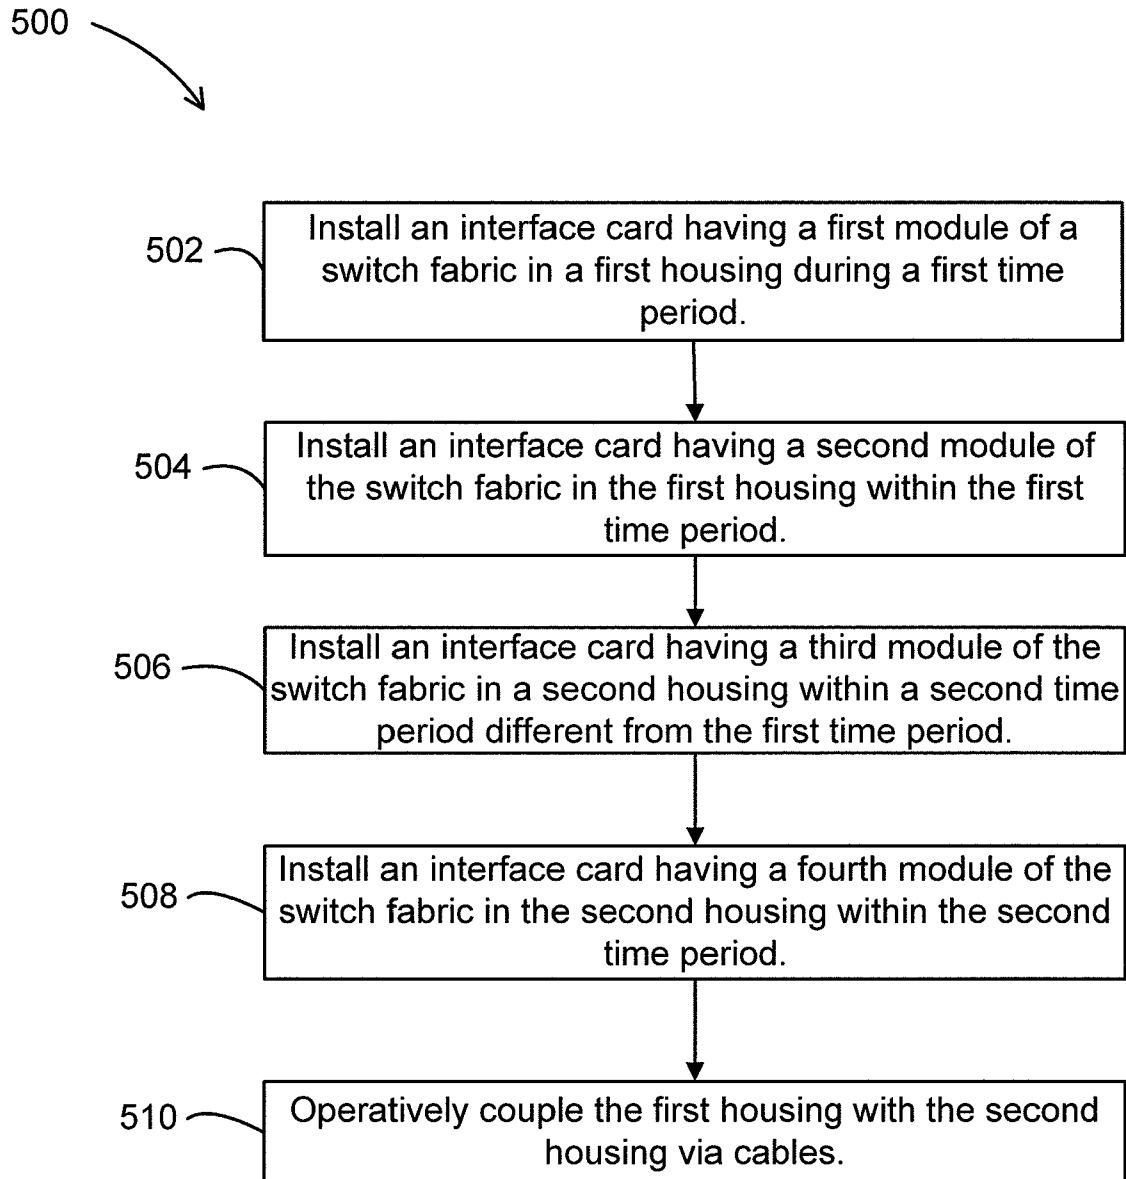 500
502
Install an interface card having a first module of a
switch fabric in a first housing during a first time
period.
504
Install an interface card having a second module of
the switch fabric in the first housing within the first
time period.
506
Install an interface card having a third module of the
switch fabric in a second housing within a second time
period different from the first time period.
508
Install an interface card having a fourth module of the
switch fabric in the second housing within the second
time period.
510
Operatively couple the first housing with the second
housing via cables.